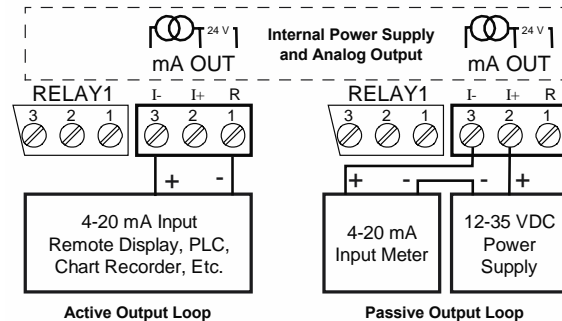 24 V
24 V
Internal Power Supply
and Analog Output
mA OUT
mA OUT
RELAY1
I- I+ R
RELAY1
I- I+ R
3 2 1
3 2 1
3 2 1
3 2 1
+ -
+ - - +
4-20 mA Input
Remote Display, PLC,
Chart Recorder, Etc.
4-20 mA
Input Meter
12-35 VDC
Power
Supply
Active Output Loop
Passive Output Loop